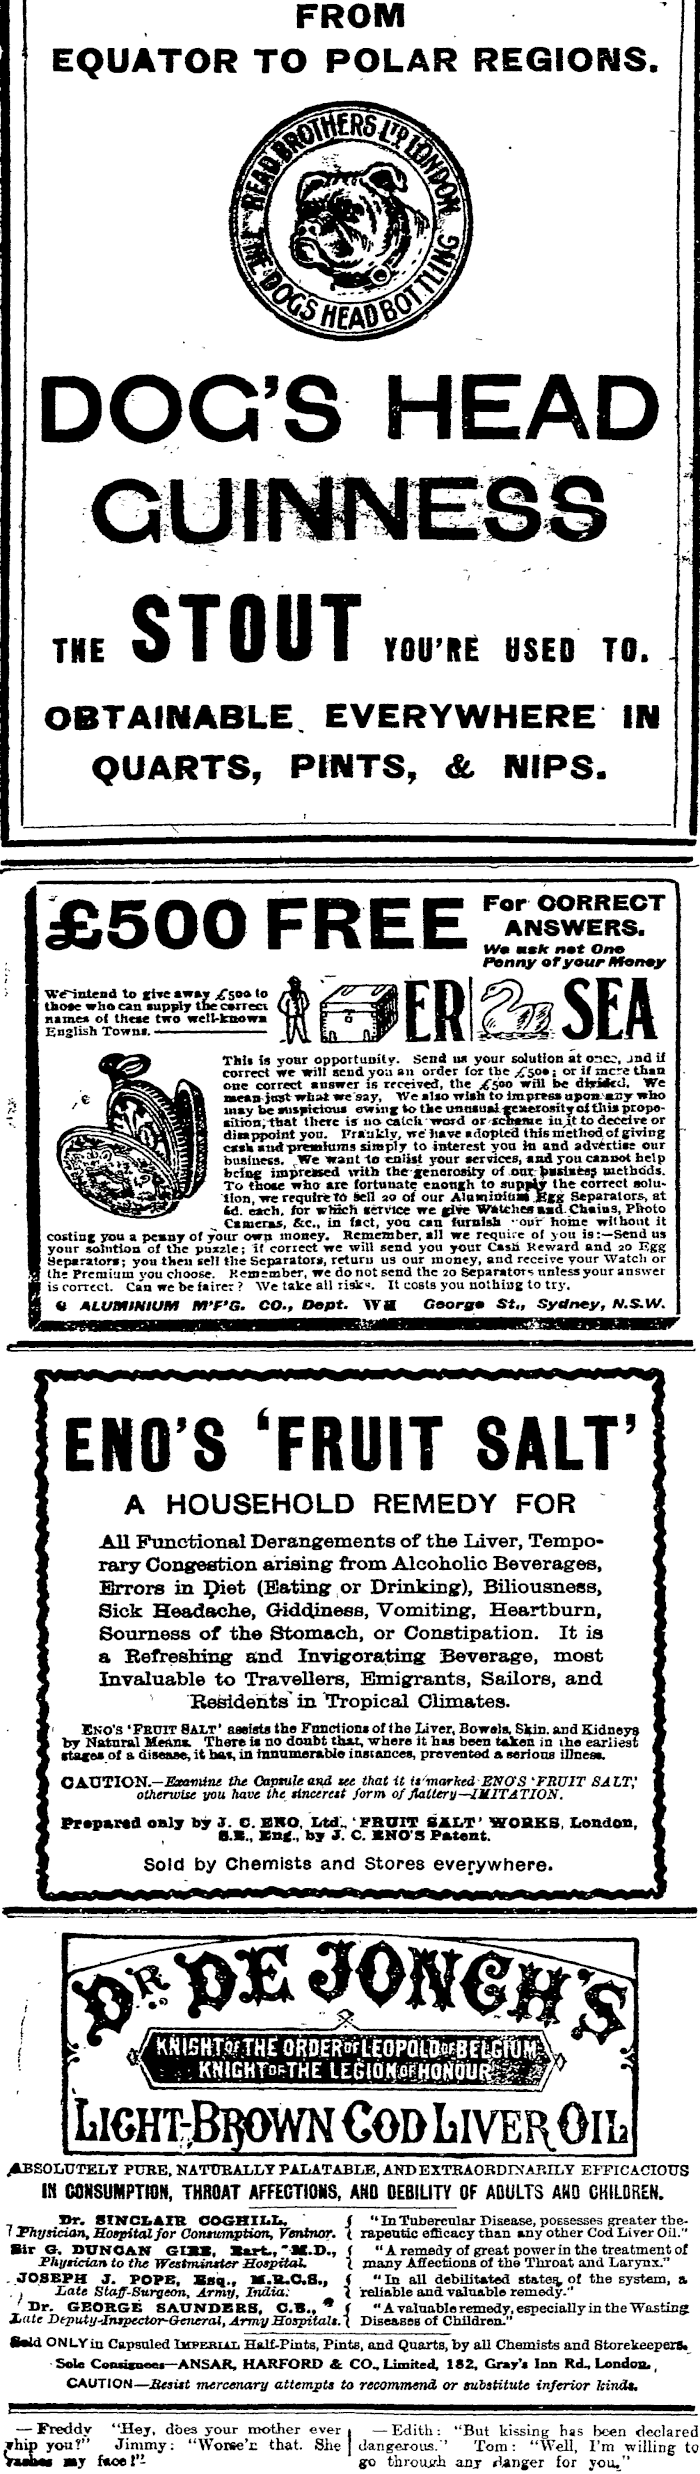 FROM
EQUATOR TO POLAR REGIONS.
READ BROTHERS LTD LONDON
THE DOGS HEAD BOTTLING
DOG'S HEAD
GUINNESS
THE STOUT YOU'RE USED TO.
OBTAINABLE EVERYWHERE IN
QUARTS, PINTS, & NIPS.
£500 FREE
For CORRECT
ANSWERS.
We ask not One
Penny of your Money
We intend to give away £500 to
those who can supply the correct
names of these two well-known
English Towns.
ER
SEA
This is your opportunity. Send us your solution at once, and if
correct we will send you an order for the £500; or if more than
one correct answer is received, the £500 will be divided. We
mean just what we say, We also wish to impress upon any who
may be suspicious owing to the unusual generosity of this propo-
sition, that there is no catch word or scheme in it to deceive or
disappoint you. Frankly, we have adopted this method of giving
cash and premiums simply to interest you in and advertise our
business. We want to enlist your services, and you cannot help
being impressed with the generosity of our business methods.
To those who are fortunate enough to supply the correct solu-
tion, we require to sell 20 of our Aluminium Egg Separators, at
6d. each, for which service we give Watches and Chains, Photo
Cameras, &c., in fact, you can furnish your home without it
costing you a penny of your own money. Remember, all we require of you is:—Send us
your solution of the puzzle; if correct we will send you your Cash Reward and 20 Egg
Separators; you then sell the Separators, return us our money, and receive your Watch or
the Premium you choose. Remember, we do not send the 20 Separators unless your answer
is correct. Can we be fairer? We take all risks. It costs you nothing to try.
ALUMINIUM M'F'G. CO., Dept. George St., Sydney, N.S.W.
ENO'S 'FRUIT SALT'
A HOUSEHOLD REMEDY FOR
All Functional Derangements of the Liver, Tempo-
rary Congestion arising from Alcoholic Beverages,
Errors in Diet (Eating or Drinking), Biliousness,
Sick Headache, Giddiness, Vomiting, Heartburn,
Sourness of the Stomach, or Constipation. It is
a Refreshing and Invigorating Beverage, most
Invaluable to Travellers, Emigrants, Sailors, and
Residents in Tropical Climates.
ENO'S 'FRUIT SALT' assists the Functions of the Liver, Bowels, Skin, and Kidneys
by Natural Means. There is no doubt that, where it has been taken in the earliest
stages of a disease, it has, in innumerable instances, prevented a serious illness.
CAUTION.—Examine the Capsule and see that it is marked ENO'S 'FRUIT SALT,'
otherwise you have the sincerest form of flattery—IMITATION.
Prepared only by J. C. ENO, Ltd., 'FRUIT SALT' WORKS, London,
S.E., Eng., by J. C. ENO'S Patent.
Sold by Chemists and Stores everywhere.
DR DE JONGH'S
KNIGHT OF THE ORDER OF LEOPOLD OF BELGIUM
KNIGHT OF THE LEGION OF HONOUR
LIGHT-BROWN COD LIVER OIL
ABSOLUTELY PURE, NATURALLY PALATABLE, AND EXTRAORDINARILY EFFICACIOUS
IN CONSUMPTION, THROAT AFFECTIONS, AND DEBILITY OF ADULTS AND CHILDREN.
Dr. SINCLAIR COGHILL,
Physician, Hospital for Consumption, Ventnor.
"In Tubercular Disease, possesses greater the-
rapeutic efficacy than any other Cod Liver Oil."
Sir G. DUNCAN GIBB, Bart., M.D.,
Physician to the Westminster Hospital.
"A remedy of great power in the treatment of
many Affections of the Throat and Larynx."
JOSEPH J. POPE, Esq., M.R.C.S.,
Late Staff-Surgeon, Army, India.
"In all debilitated states of the system, a
reliable and valuable remedy."
Dr. GEORGE SAUNDERS, C.B.,
Late Deputy-Inspector-General, Army Hospitals.
"A valuable remedy, especially in the Wasting
Diseases of Children."
Sold ONLY in Capsuled IMPERIAL Half-Pints, Pints, and Quarts, by all Chemists and Storekeepers.
Sole Consignees—ANSAR, HARFORD & CO., Limited, 182, Gray's Inn Rd., London.
CAUTION—Resist mercenary attempts to recommend or substitute inferior kinds.
— Freddy "Hey, does your mother ever
whip you?" Jimmy: "Worse'n that. She
washes my face!"
— Edith: "But kissing has been declared
dangerous." Tom: "Well, I'm willing to
go through any danger for you."